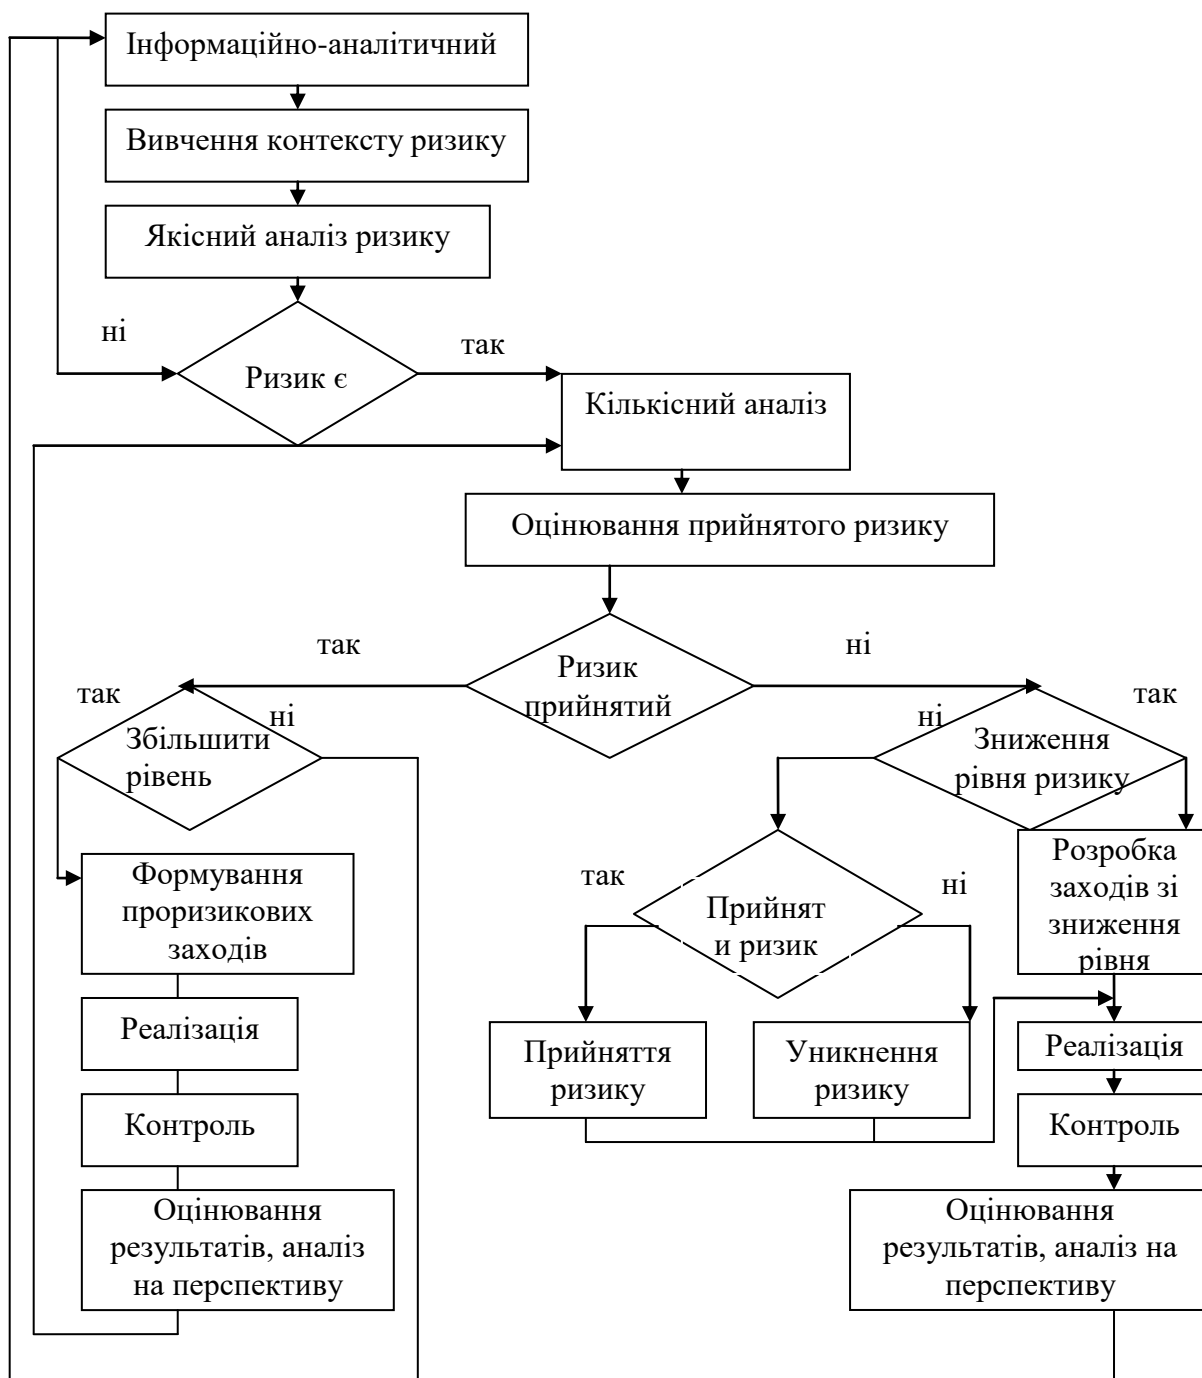 Інформаційно-аналітичний
Вивчення контексту ризику
Якісний аналіз ризику
ні
так
Ризик є
Кількісний аналіз
Оцінювання прийнятого ризику
так
ні
Ризик
прийнятий
так
ні
Збільшити
рівень
ні
так
Зниження
рівня ризику
Формування
проризикових
заходів
так
ні
Прийнят
и ризик
Розробка
заходів зі
зниження
рівня
Реалізація
Прийняття
ризику
Уникнення
ризику
Реалізація
Контроль
Контроль
Оцінювання
результатів, аналіз
на перспективу
Оцінювання
результатів, аналіз на
перспективу